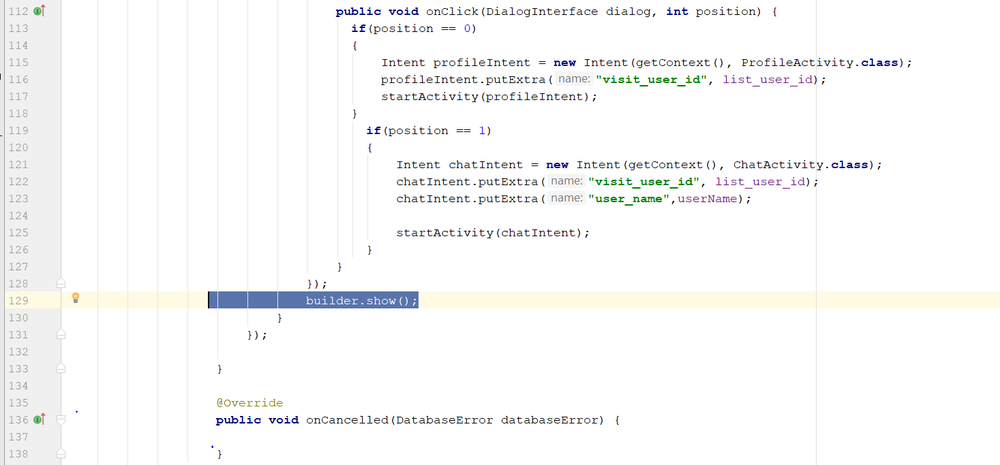 112 public void onClick(DialogInterface dialog, int position) {
113 if(position == 0)
114 {
115 Intent profileIntent = new Intent(getContext(), ProfileActivity.class);
116 profileIntent.putExtra( name: "visit_user_id", list_user_id);
117 startActivity(profileIntent);
118 }
119 if(position == 1)
120 {
121 Intent chatIntent = new Intent(getContext(), ChatActivity.class);
122 chatIntent.putExtra( name: "visit_user_id", list_user_id);
123 chatIntent.putExtra( name: "user_name",userName);
124
125 startActivity(chatIntent);
126 }
127 }
128 });
129 builder.show();
130 }
131 });
132
133 }
134
135 @Override
136 public void onCancelled(DatabaseError databaseError) {
137
138 }